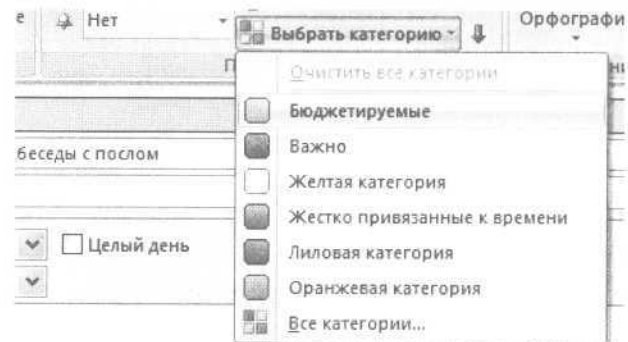 Нет
Выбрать категорию
Орфографи
Очистить все категории
Бюджетируемые
Важно
беседы с послом
Желтая категория
Жестко привязанные к времени
Целый день
Лиловая категория
Оранжевая категория
Все категории...